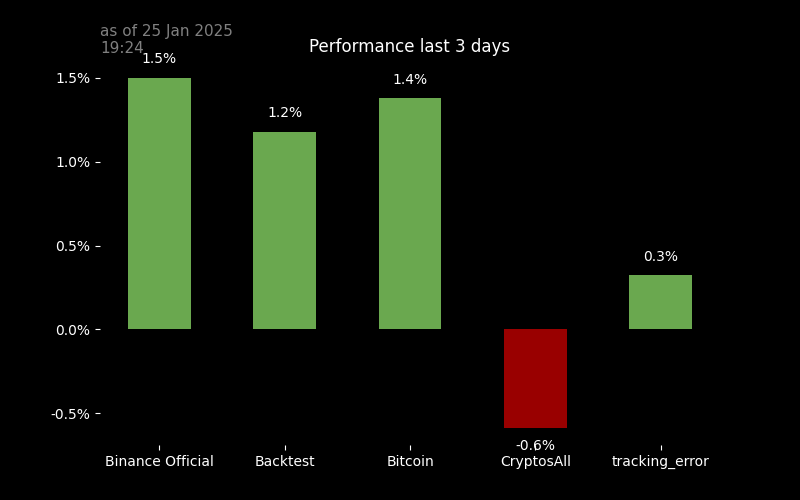 as of 25 Jan 2025
19:24
Performance last 3 days
1.5%
1.2%
1.4%
-0.6%
0.3%
1.5%
1.0%
0.5%
0.0%
-0.5%
Binance Official
Backtest
Bitcoin
CryptosAll
tracking_error